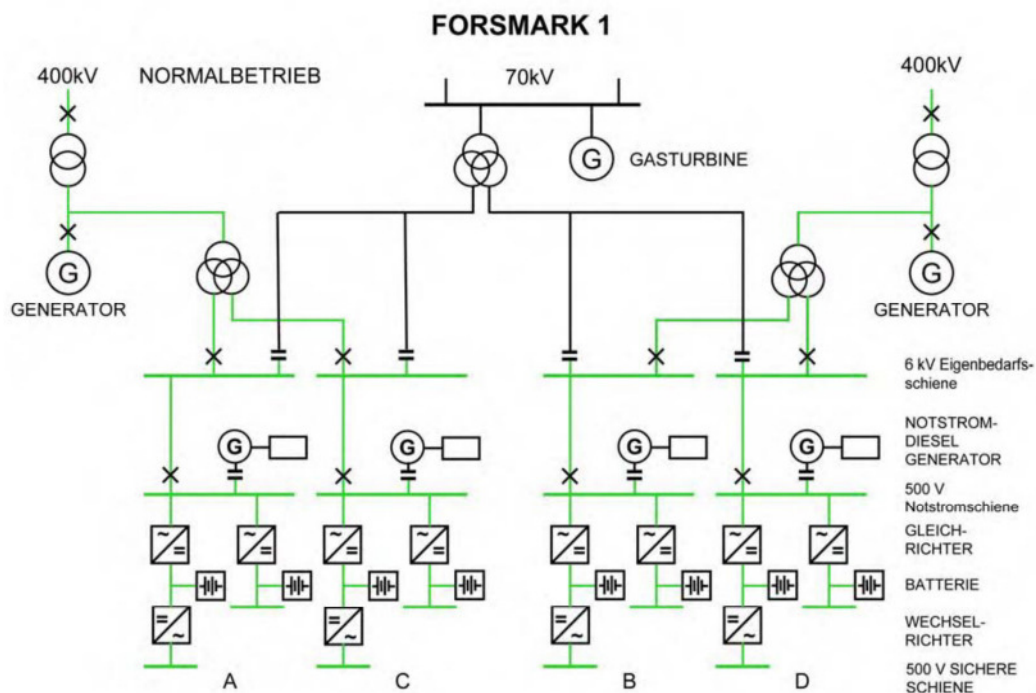 FORSMARK 1
400kV
NORMALBETRIEB
70kV
400kV
G
GASTURBINE
G
GENERATOR
G
GENERATOR
6 kV Eigenbedarfs-
schiene
G
G
G
G
NOTSTROM-
DIESEL
GENERATOR
500 V
Notstromschiene
GLEICH-
RICHTER
BATTERIE
WECHSEL-
RICHTER
A
C
B
D
500 V SICHERE
SCHIENE